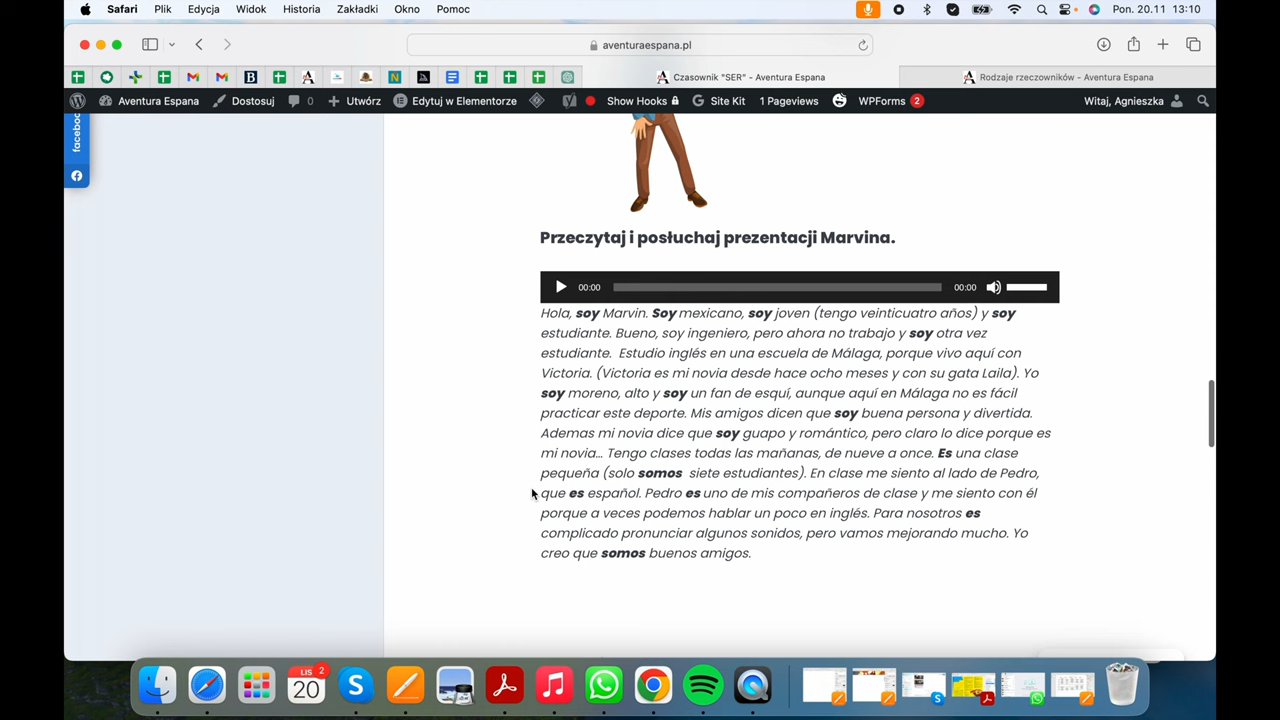 Safari Plik Edycja Widok Historia Zakładki Okno Pomoc Pon. 20.11 13:10
aventuraespana.pl
Czasownik "SER" - Aventura Espana Rodzaje rzeczowników - Aventura Espana
Aventura Espana Dostosuj 0 Utwórz Edytuj w Elementorze Show Hooks Site Kit 1 Pageviews WPForms 2 Witaj, Agnieszka
Przeczytaj i posłuchaj prezentacji Marvina.
00:00 00:00
Hola, soy Marvin. Soy mexicano, soy joven (tengo veinticuatro años) y soy
estudiante. Bueno, soy ingeniero, pero ahora no trabajo y soy otra vez
estudiante. Estudio inglés en una escuela de Málaga, porque vivo aquí con
Victoria. (Victoria es mi novia desde hace ocho meses y con su gata Laila). Yo
soy moreno, alto y soy un fan de esquí, aunque aquí en Málaga no es fácil
practicar este deporte. Mis amigos dicen que soy buena persona y divertida.
Ademas mi novia dice que soy guapo y romántico, pero claro lo dice porque es
mi novia... Tengo clases todas las mañanas, de nueve a once. Es una clase
pequeña (solo somos siete estudiantes). En clase me siento al lado de Pedro,
que es español. Pedro es uno de mis compañeros de clase y me siento con él
porque a veces podemos hablar un poco en inglés. Para nosotros es
complicado pronunciar algunos sonidos, pero vamos mejorando mucho. Yo
creo que somos buenos amigos.
LIS 2
20